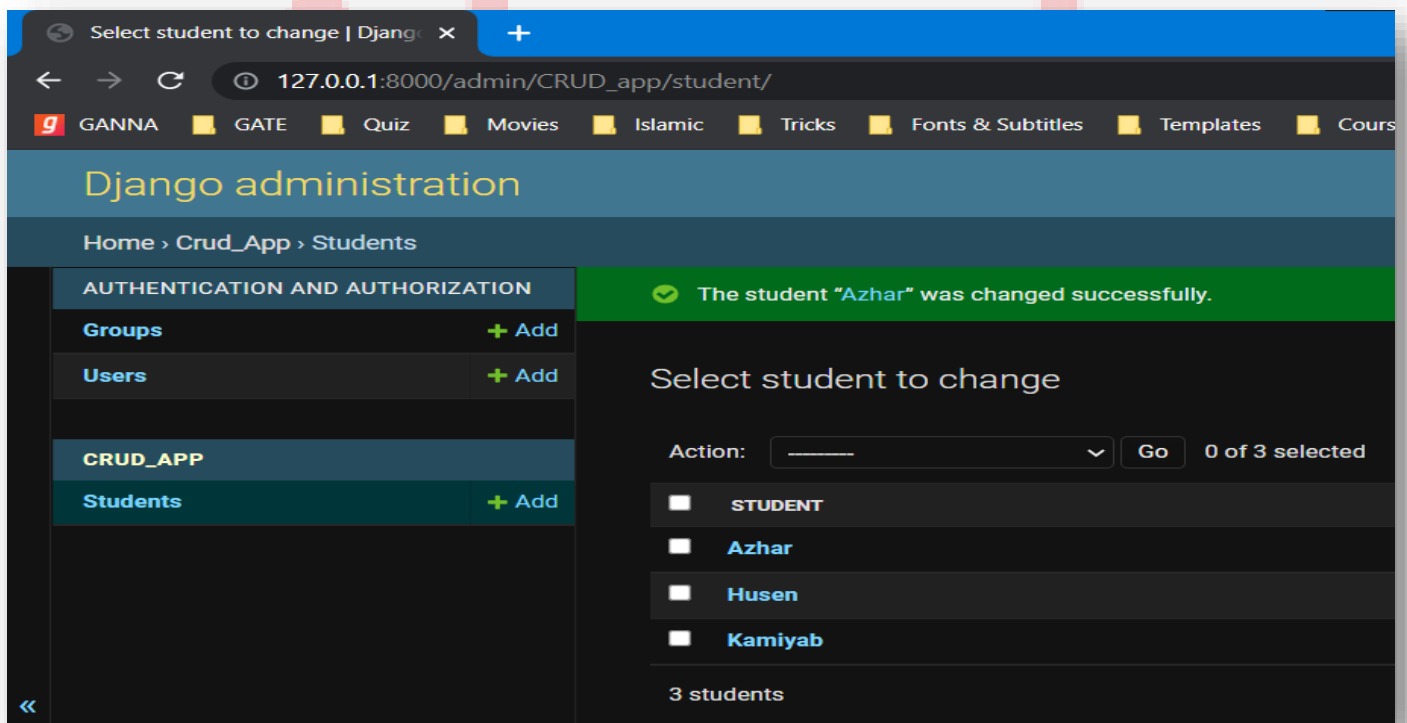 Select student to change | Djang
127.0.0.1:8000/admin/CRUD_app/student/
g GANNA GATE Quiz Movies Islamic Tricks Fonts & Subtitles Templates Cours
Django administration
Home › Crud_App › Students
AUTHENTICATION AND AUTHORIZATION
Groups + Add
Users + Add
CRUD_APP
Students + Add
«
The student “Azhar” was changed successfully.
Select student to change
Action: --------- Go 0 of 3 selected
STUDENT
Azhar
Husen
Kamiyab
3 students